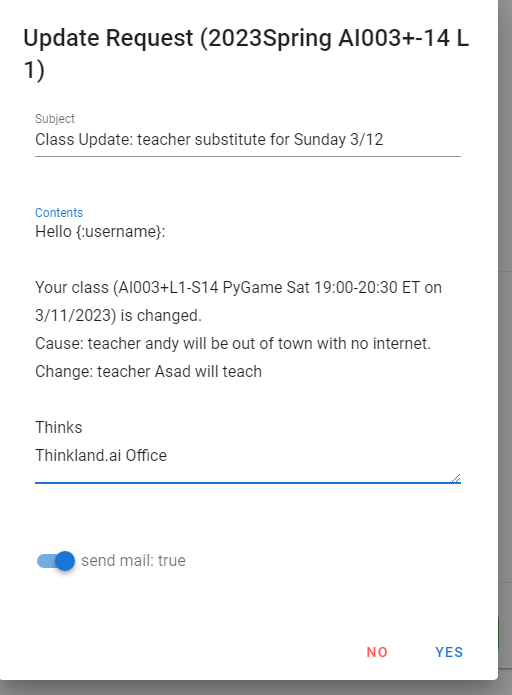 Update Request (2023Spring AI003+-14 L
1)
Subject
Class Update: teacher substitute for Sunday 3/12
Contents
Hello {:username}:
Your class (AI003+L1-S14 PyGame Sat 19:00-20:30 ET on
3/11/2023) is changed.
Cause: teacher andy will be out of town with no internet.
Change: teacher Asad will teach
Thinks
Thinkland.ai Office
send mail: true
NO YES